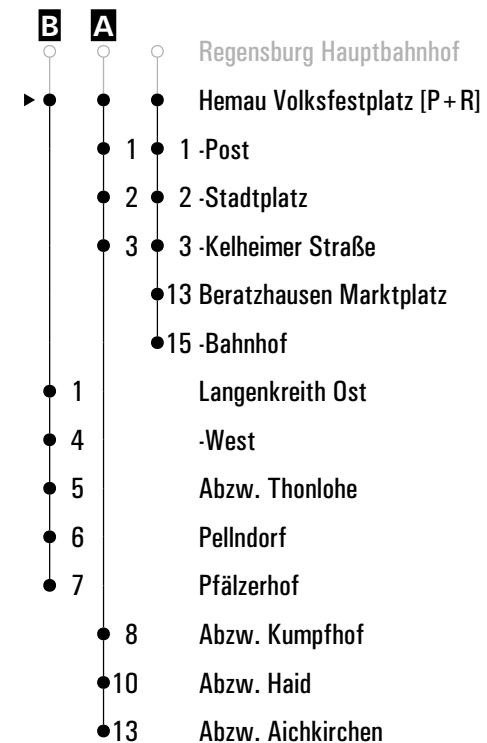 B A
Regensburg Hauptbahnhof
Hemau Volksfestplatz [P+R]
1 1 -Post
2 2 -Stadtplatz
3 3 -Kelheimer Straße
13 Beratzhausen Marktplatz
15 -Bahnhof
1 Langenkreith Ost
4 -West
5 Abzw. Thonlohe
6 Pellndorf
7 Pfälzerhof
8 Abzw. Kumpfhof
10 Abzw. Haid
13 Abzw. Aichkirchen